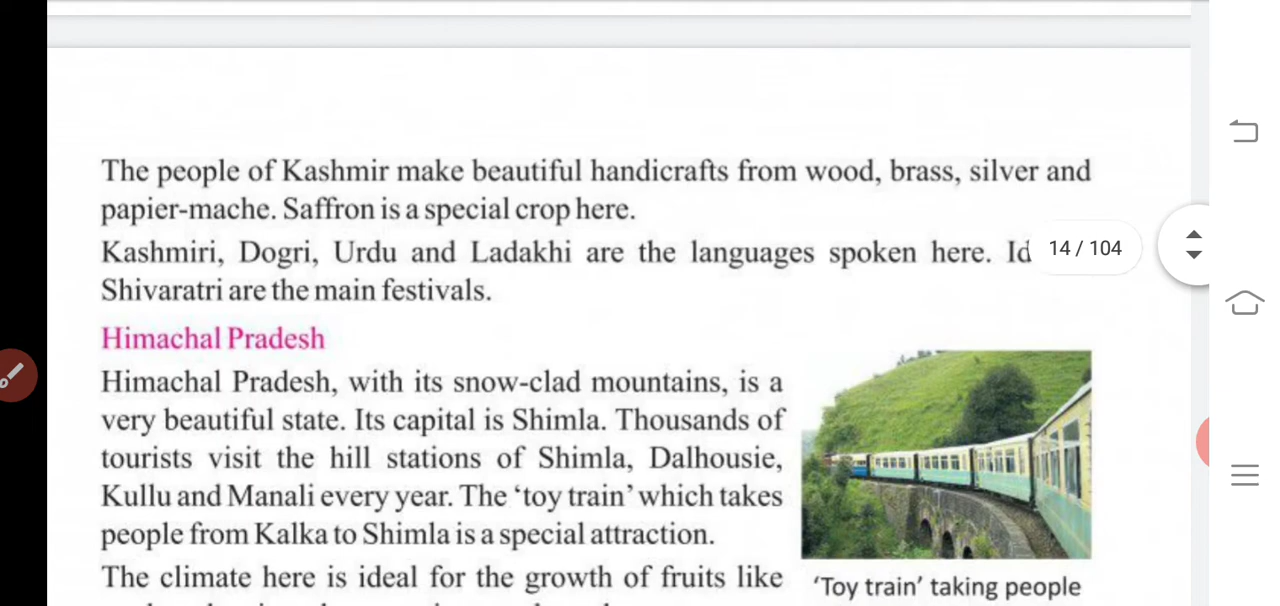 The people of Kashmir make beautiful handicrafts from wood, brass, silver and
papier-mache. Saffron is a special crop here.
Kashmiri, Dogri, Urdu and Ladakhi are the languages spoken here. Id
14 / 104
Shivaratri are the main festivals.
Himachal Pradesh
Himachal Pradesh, with its snow-clad mountains, is a
very beautiful state. Its capital is Shimla. Thousands of
tourists visit the hill stations of Shimla, Dalhousie,
Kullu and Manali every year. The ‘toy train’ which takes
people from Kalka to Shimla is a special attraction.
The climate here is ideal for the growth of fruits like
‘Toy train’ taking people